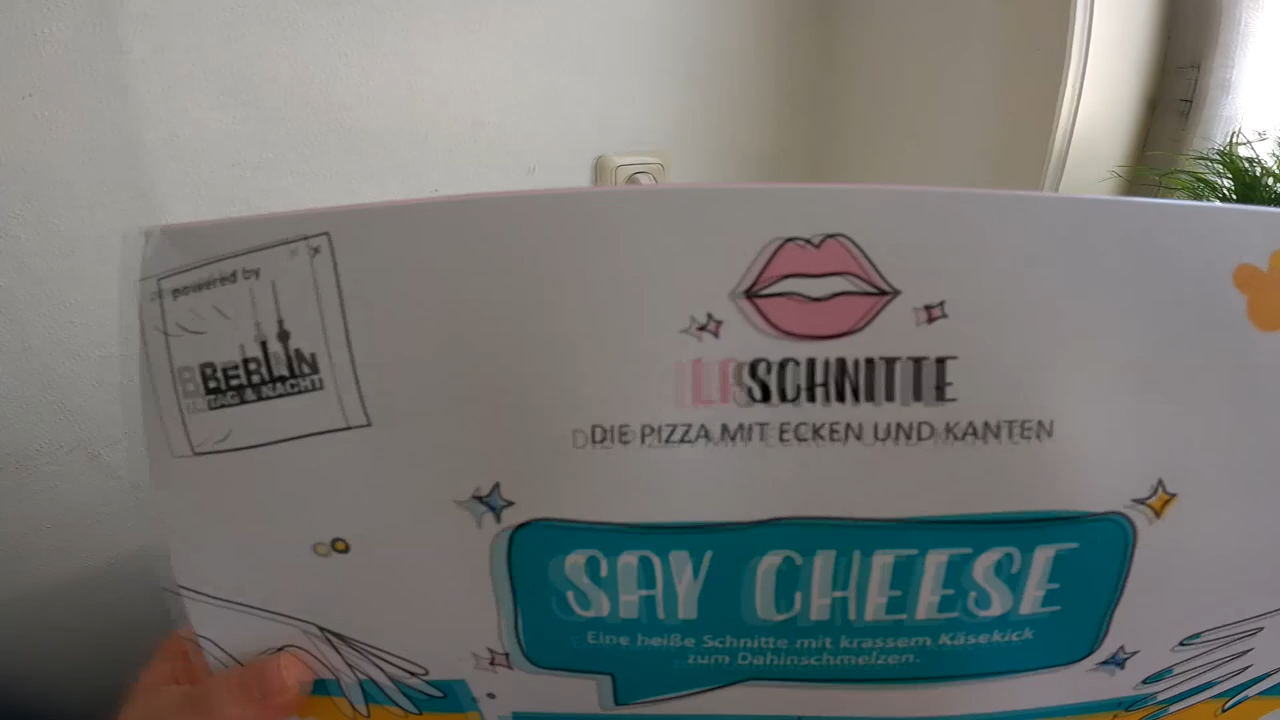 powered by
BERLIN
TAG & NACHT
SCHNITTE
DIE PIZZA MIT ECKEN UND KANTEN
SAY CHEESE
Eine heiße Schnitte mit krassem Käsekick
zum Dahinschmelzen.